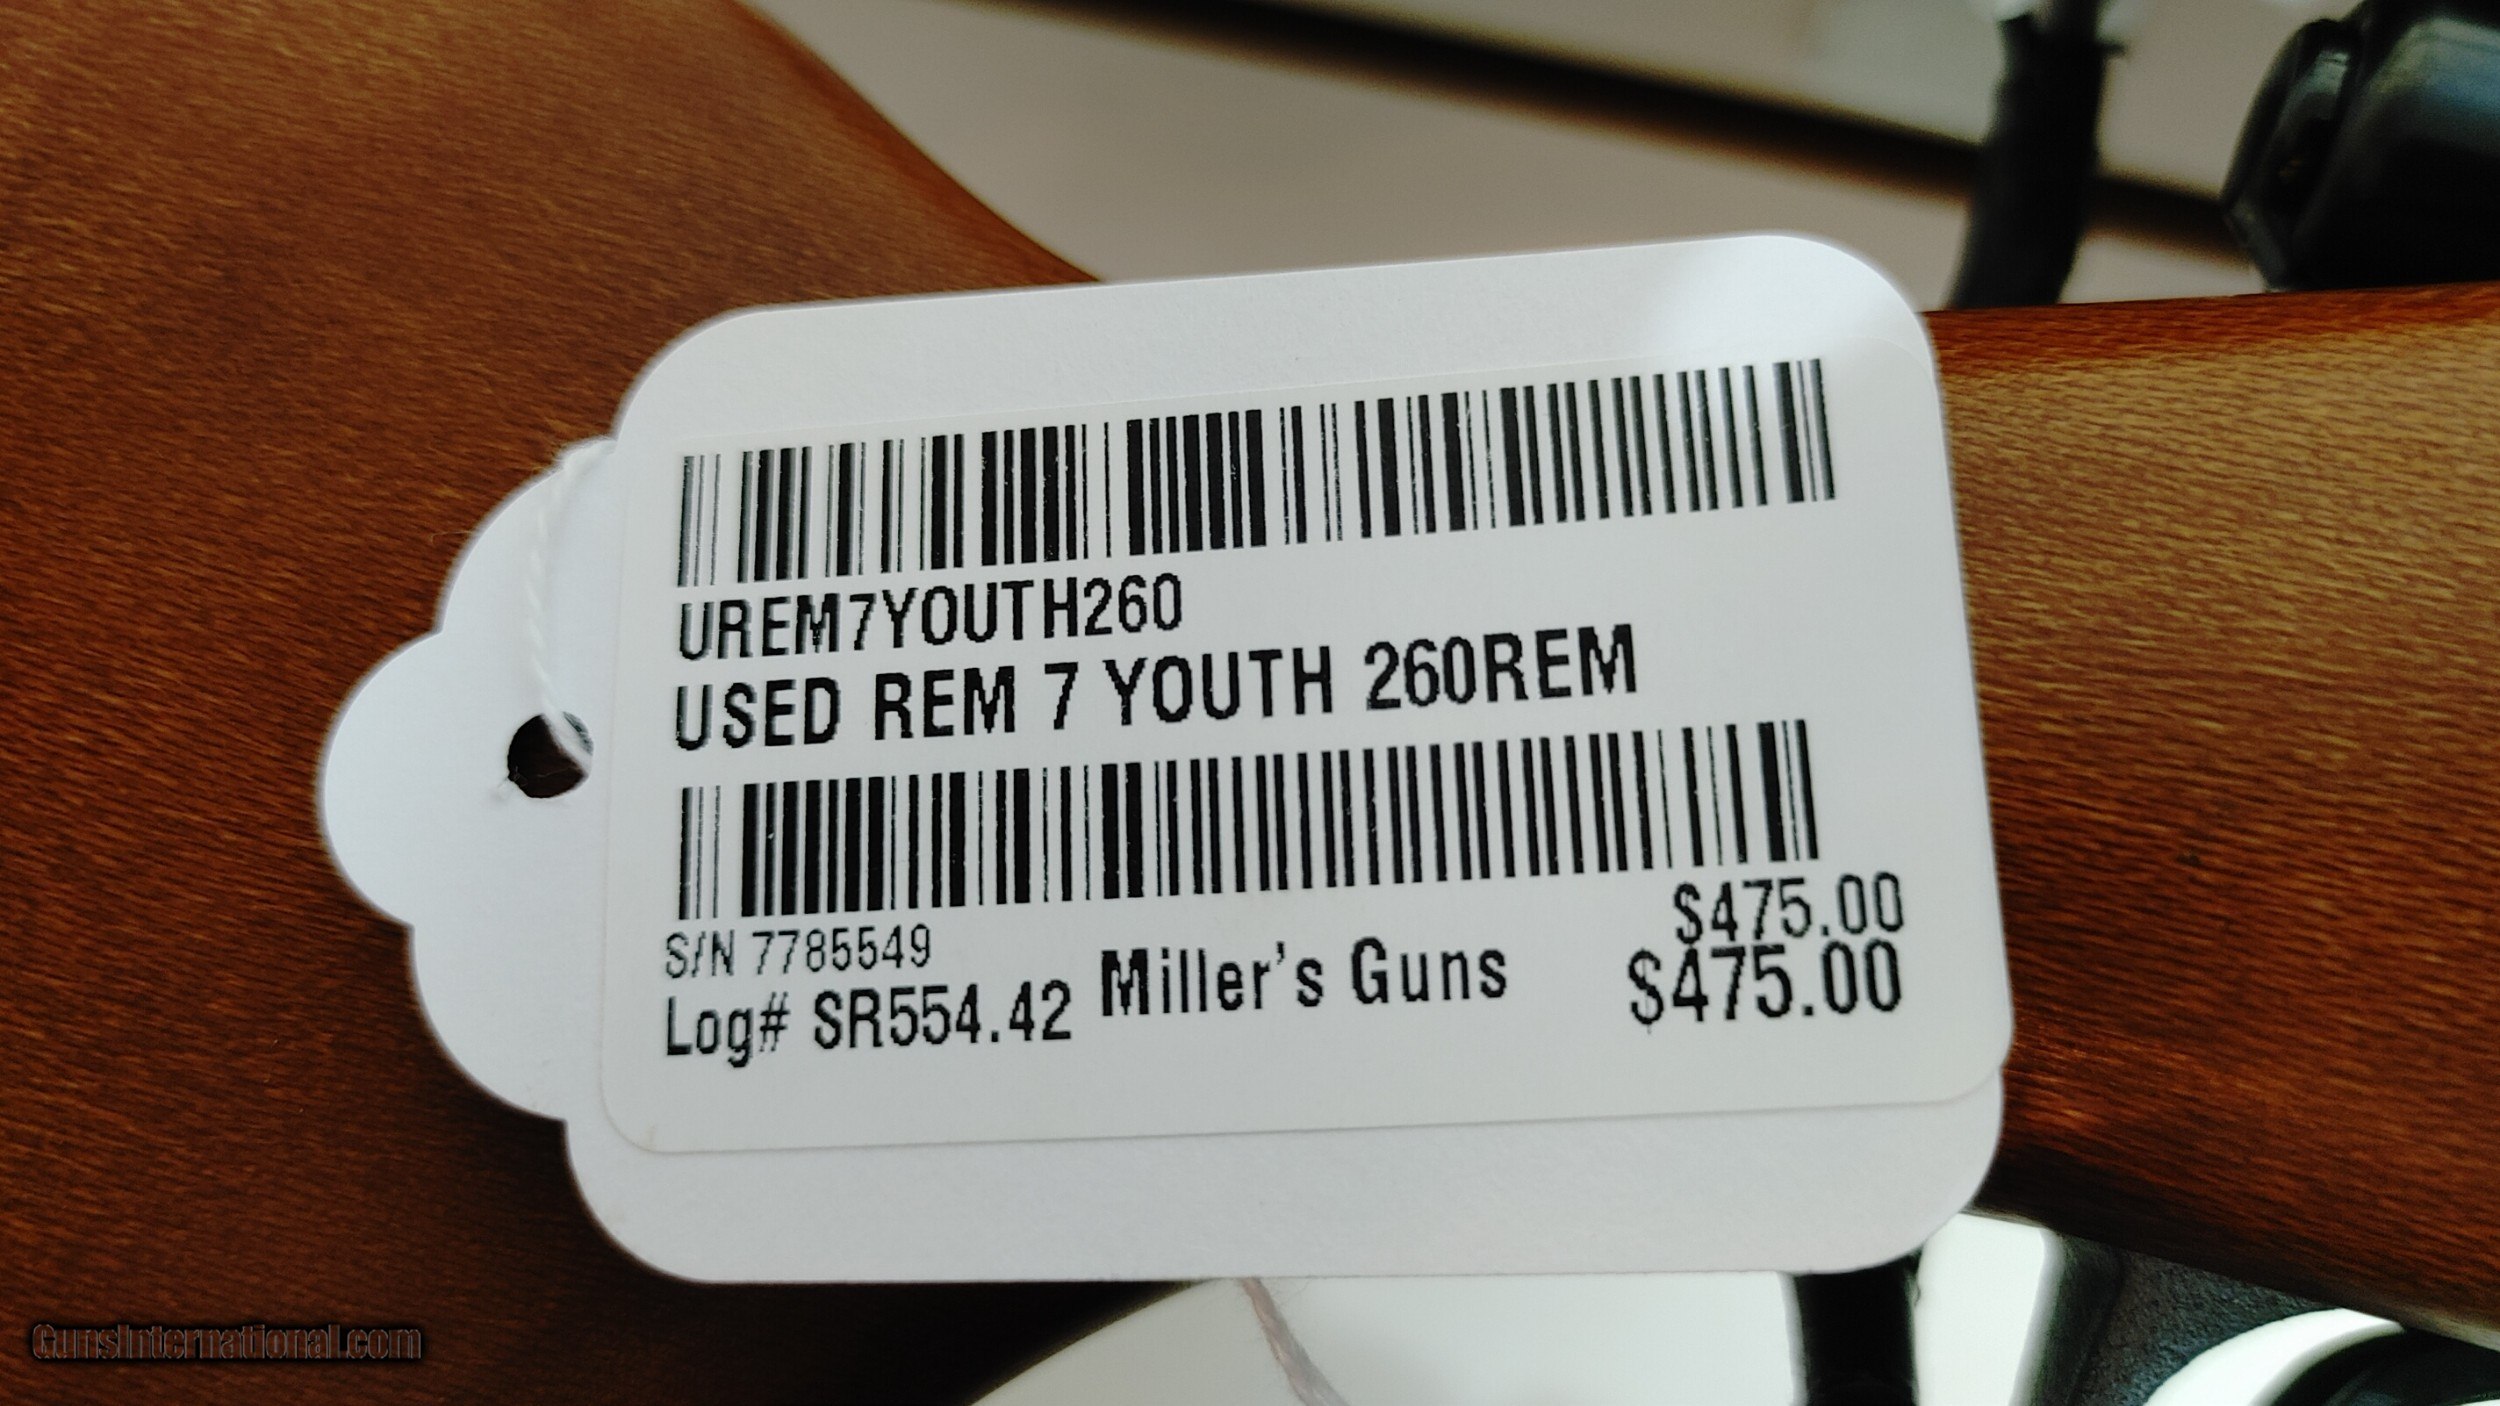 UREM7YOUTH260
USED REM 7 YOUTH 260REM
S/N 7785549
$475.00
Log# SR554.42 Miller's Guns $475.00
GunsInternational.com